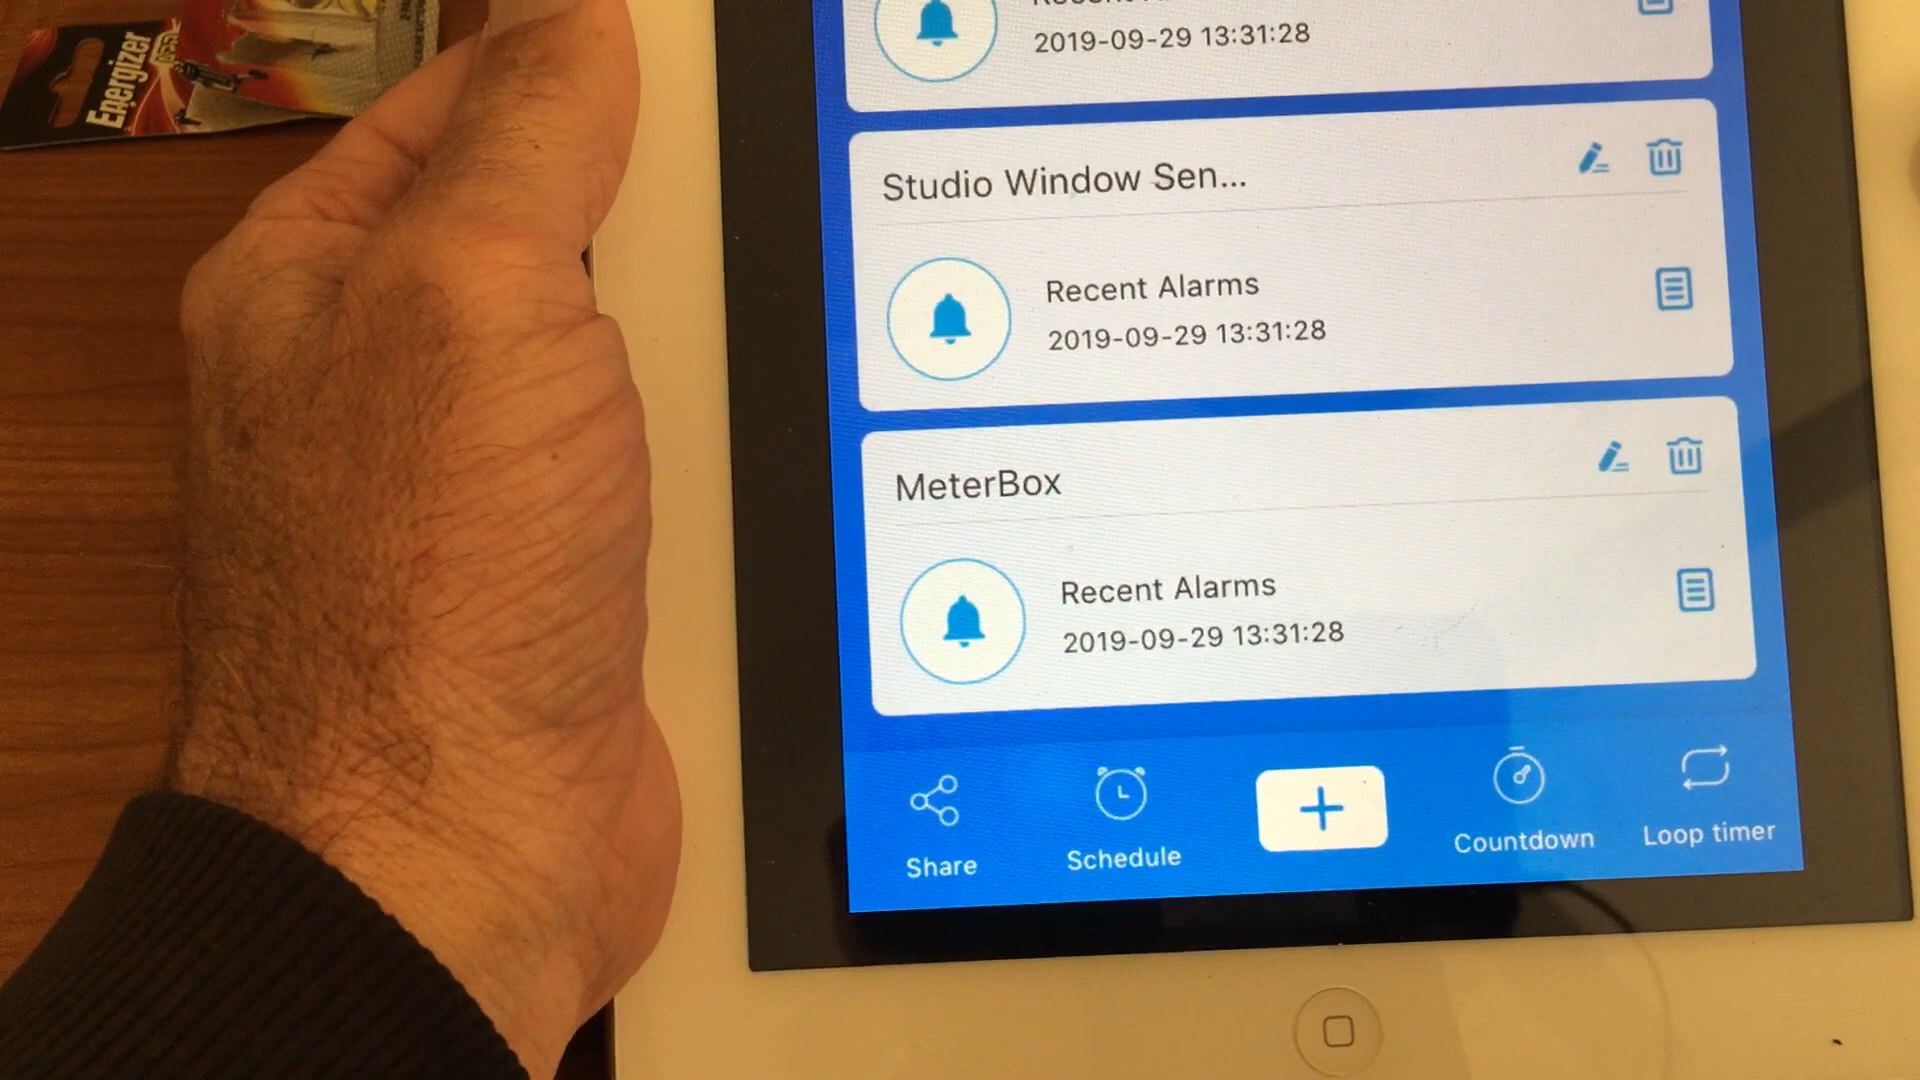 Energizer
2019-09-29 13:31:28
Studio Window Sen...
Recent Alarms
2019-09-29 13:31:28
MeterBox
Recent Alarms
2019-09-29 13:31:28
Share
Schedule
Countdown
Loop timer